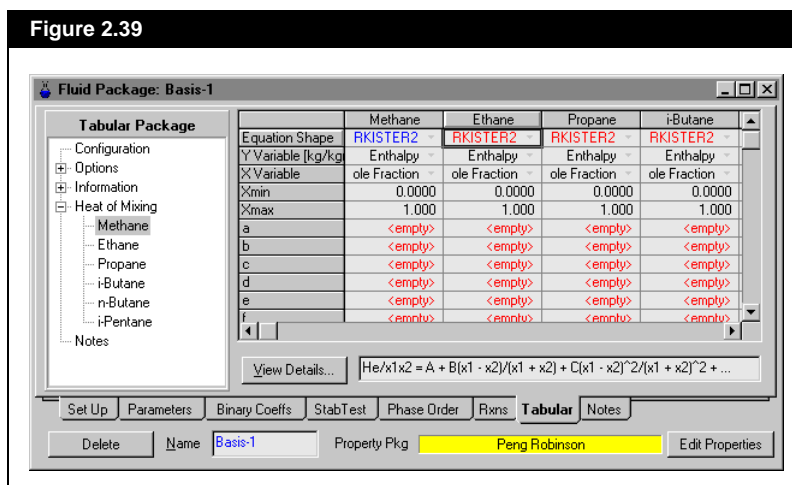 Figure 2.39
Fluid Package: Basis-1
Tabular Package
Configuration
Options
Information
Heat of Mixing
Methane
Ethane
Propane
i-Butane
n-Butane
i-Pentane
Notes
Methane Ethane Propane i-Butane
Equation Shape RKISTER2 RKISTER2 RKISTER2 RKISTER2
Y Variable [kg/kg Enthalpy Enthalpy Enthalpy Enthalpy
X Variable ole Fraction ole Fraction ole Fraction ole Fraction
Xmin 0.0000 0.0000 0.0000 0.0000
Xmax 1.000 1.000 1.000 1.000
a <empty> <empty> <empty> <empty>
b <empty> <empty> <empty> <empty>
c <empty> <empty> <empty> <empty>
d <empty> <empty> <empty> <empty>
e <empty> <empty> <empty> <empty>
f <empty> <empty> <empty> <empty>
View Details... He/x1x2 = A + B(x1 - x2)/(x1 + x2) + C(x1 - x2)^2/(x1 + x2)^2 + ...
Set Up Parameters Binary Coeffs StabTest Phase Order Rxns Tabular Notes
Delete Name Basis-1 Property Pkg Peng Robinson Edit Properties